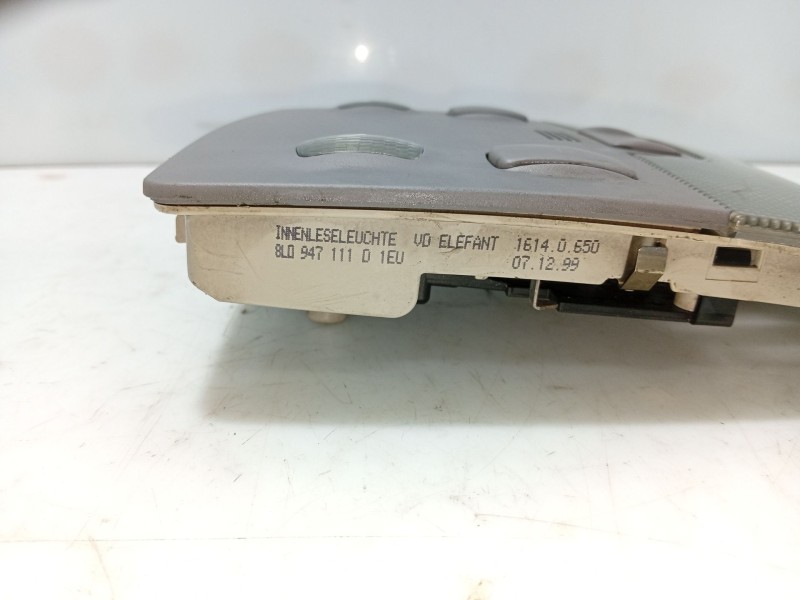 INNENLESELEUCHTE VD ELEFANT 1614.0.650
8L0 947 111 D 1EU 07.12.99